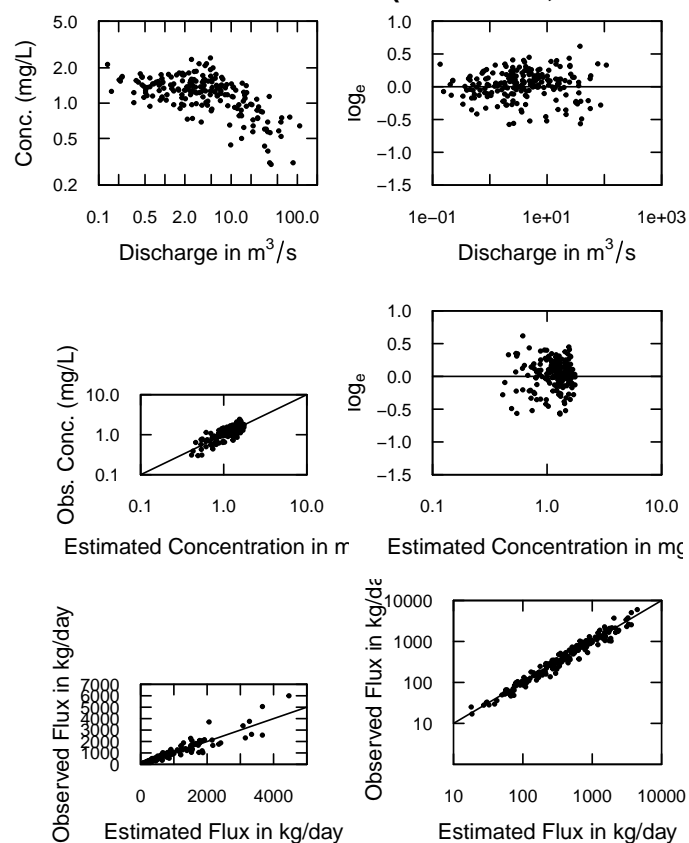 5.0
2.0
1.0
0.5
0.2
Conc. (mg/L)
0.1 0.5 2.0 10.0 100.0
Discharge in m3/s
1.0
0.5
0.0
−0.5
−1.0
−1.5
loge
1e−01 1e+01 1e+03
Discharge in m3/s
10.0
1.0
0.1
Obs. Conc. (mg/L)
0.1 1.0 10.0
Estimated Concentration in m
1.0
0.5
0.0
−0.5
−1.0
−1.5
loge
0.1 1.0 10.0
Estimated Concentration in mg
7000
6000
5000
4000
3000
2000
1000
0
Observed Flux in kg/day
0 2000 4000
Estimated Flux in kg/day
10000
1000
100
10
Observed Flux in kg/da
10 100 1000 10000
Estimated Flux in kg/day